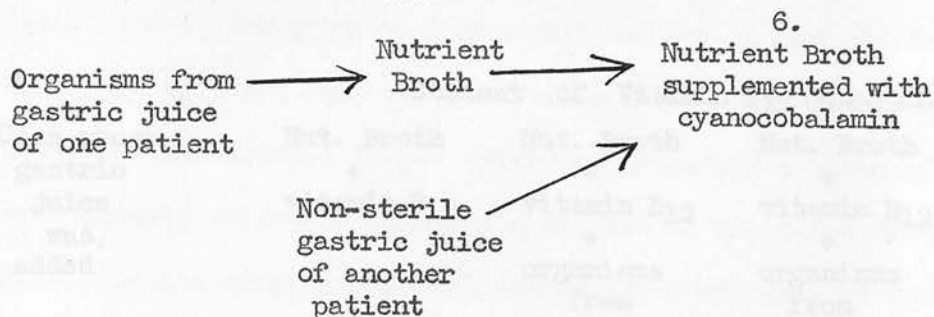 6.
Organisms from
gastric juice
of one patient
Nutrient
Broth
Nutrient Broth
supplemented with
cyanocobalamin
Non-sterile
gastric juice
of another
patient